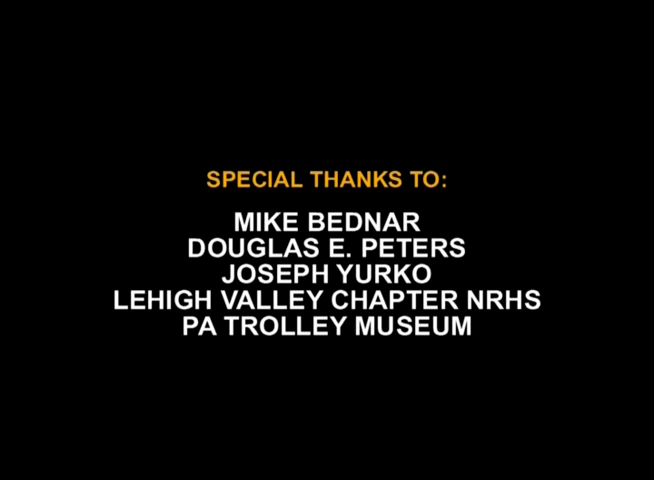 SPECIAL THANKS TO:
MIKE BEDNAR
DOUGLAS E. PETERS
JOSEPH YURKO
LEHIGH VALLEY CHAPTER NRHS
PA TROLLEY MUSEUM